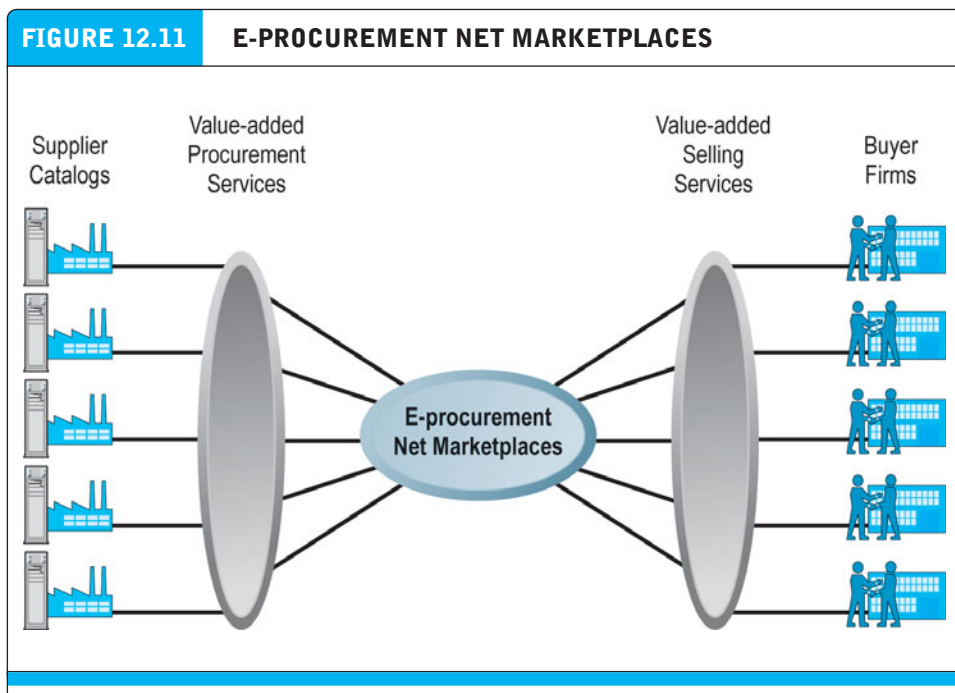 FIGURE 12.11
E-PROCUREMENT NET MARKETPLACES
Supplier
Catalogs
Value-added
Procurement
Services
Value-added
Selling
Services
Buyer
Firms
E-procurement
Net Marketplaces